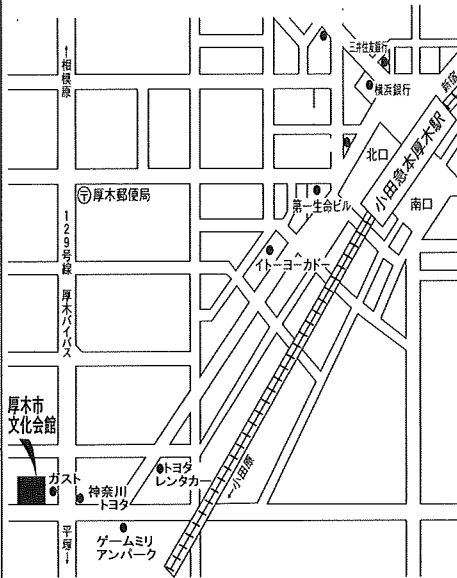 三井住友銀行
↑相模原
横浜銀行
新宿
小田急本厚木駅
北口
〒厚木郵便局
第一生命ビル
南口
129号線 厚木バイパス
イトーヨーカドー
厚木市
文化会館
トヨタ
レンタカー
←小田原
ガスト
神奈川
トヨタ
平塚↓
ゲームミリ
アンパーク